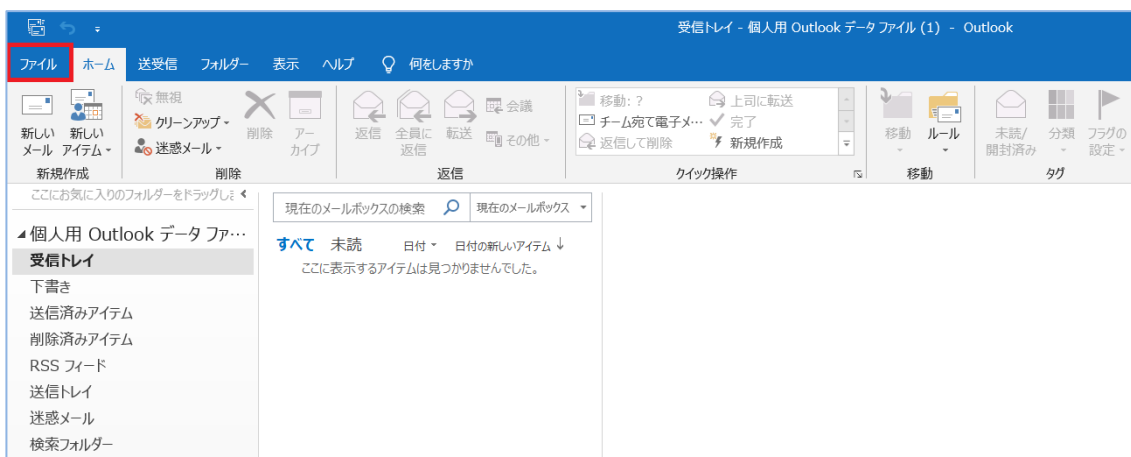 受信トレイ - 個人用 Outlook データ ファイル (1) - Outlook
ファイル ホーム 送受信 フォルダー 表示 ヘルプ 何をしますか
新しい
メール
新しい
アイテム
新規作成
無視
クリーンアップ
迷惑メール
削除
アー
カイブ
削除
返信
全員に
返信
転送
会議
その他
返信
移動: ?
チーム宛て電子メ…
返信して削除
上司に転送
完了
新規作成
クイック操作
移動
ルール
移動
未読/
開封済み
分類
フラグの
設定
タグ
ここにお気に入りのフォルダーをドラッグしま
現在のメールボックスの検索 現在のメールボックス
個人用 Outlook データ ファ…
すべて 未読 日付 日付の新しいアイテム ↓
ここに表示するアイテムは見つかりませんでした。
受信トレイ
下書き
送信済みアイテム
削除済みアイテム
RSS フィード
送信トレイ
迷惑メール
検索フォルダー